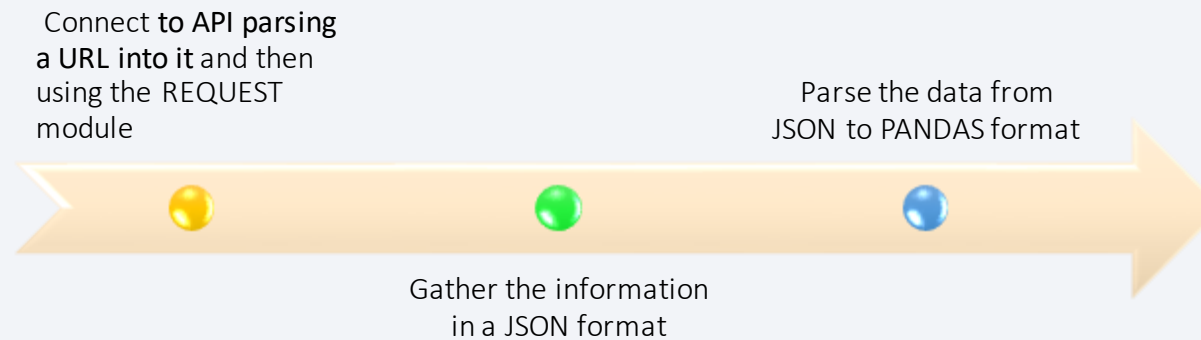 Connect to API parsing
a URL into it and then
using the REQUEST
module
Gather the information
in a JSON format
Parse the data from
JSON to PANDAS format